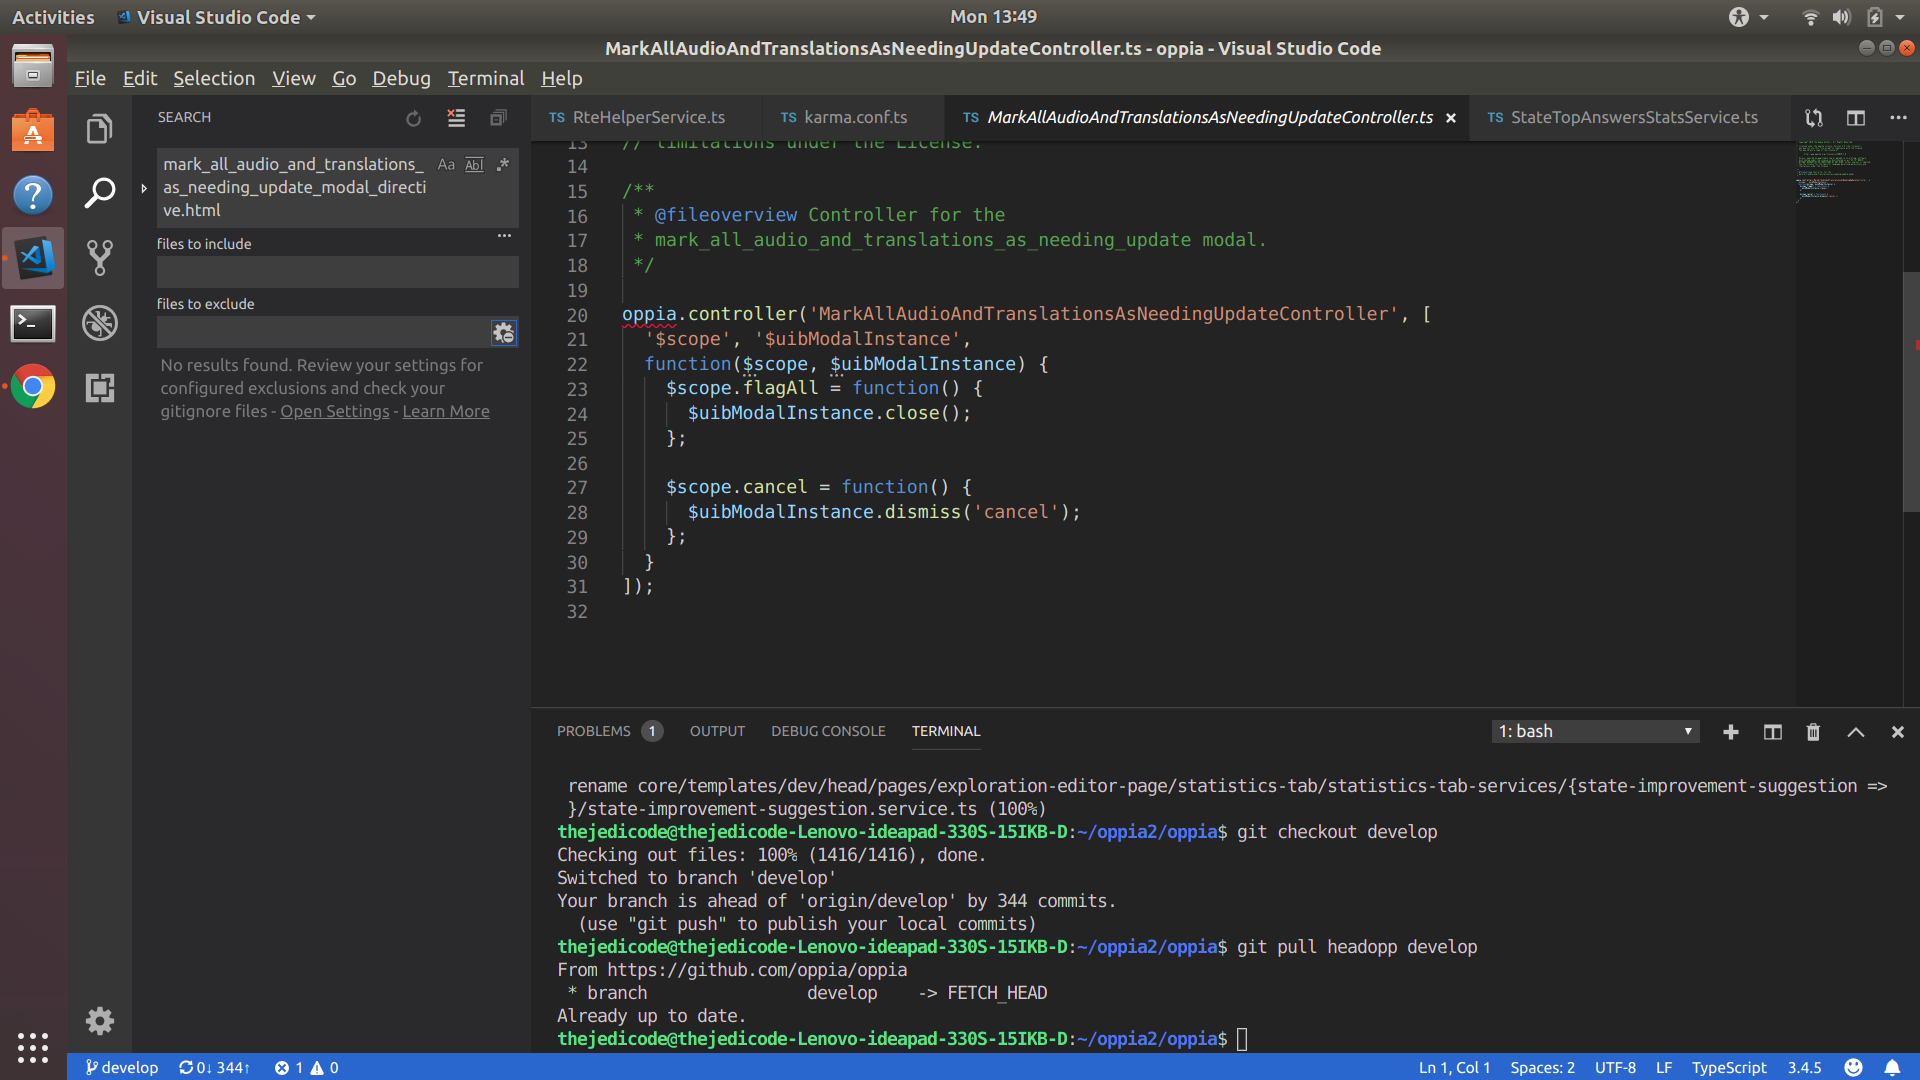 Activities
Visual Studio Code
Mon 13:49
MarkAllAudioAndTranslationsAsNeedingUpdateController.ts - oppia - Visual Studio Code
File Edit Selection View Go Debug Terminal Help
SEARCH
mark_all_audio_and_translations_
as_needing_update_modal_directi
ve.html
Aa Abl .*
files to include
...
files to exclude
No results found. Review your settings for
configured exclusions and check your
gitignore files - Open Settings - Learn More
TS RteHelperService.ts
TS karma.conf.ts
TS MarkAllAudioAndTranslationsAsNeedingUpdateController.ts
TS StateTopAnswersStatsService.ts
13 // limitations under the License.
14
15 /**
16 * @fileoverview Controller for the
17 * mark_all_audio_and_translations_as_needing_update modal.
18 */
19
20 oppia.controller('MarkAllAudioAndTranslationsAsNeedingUpdateController', [
21 '$scope', '$uibModalInstance',
22 function($scope, $uibModalInstance) {
23 $scope.flagAll = function() {
24 $uibModalInstance.close();
25 };
26
27 $scope.cancel = function() {
28 $uibModalInstance.dismiss('cancel');
29 };
30 }
31 ]);
32
PROBLEMS 1 OUTPUT DEBUG CONSOLE TERMINAL
1: bash
rename core/templates/dev/head/pages/exploration-editor-page/statistics-tab/statistics-tab-services/{state-improvement-suggestion =>
}/state-improvement-suggestion.service.ts (100%)
thejedicode@thejedicode-Lenovo-ideapad-330S-15IKB-D:~/oppia2/oppia$ git checkout develop
Checking out files: 100% (1416/1416), done.
Switched to branch 'develop'
Your branch is ahead of 'origin/develop' by 344 commits.
(use "git push" to publish your local commits)
thejedicode@thejedicode-Lenovo-ideapad-330S-15IKB-D:~/oppia2/oppia$ git pull headopp develop
From https://github.com/oppia/oppia
* branch develop -> FETCH_HEAD
Already up to date.
thejedicode@thejedicode-Lenovo-ideapad-330S-15IKB-D:~/oppia2/oppia$
develop 0↓ 344↑ 1 0
Ln 1, Col 1 Spaces: 2 UTF-8 LF TypeScript 3.4.5